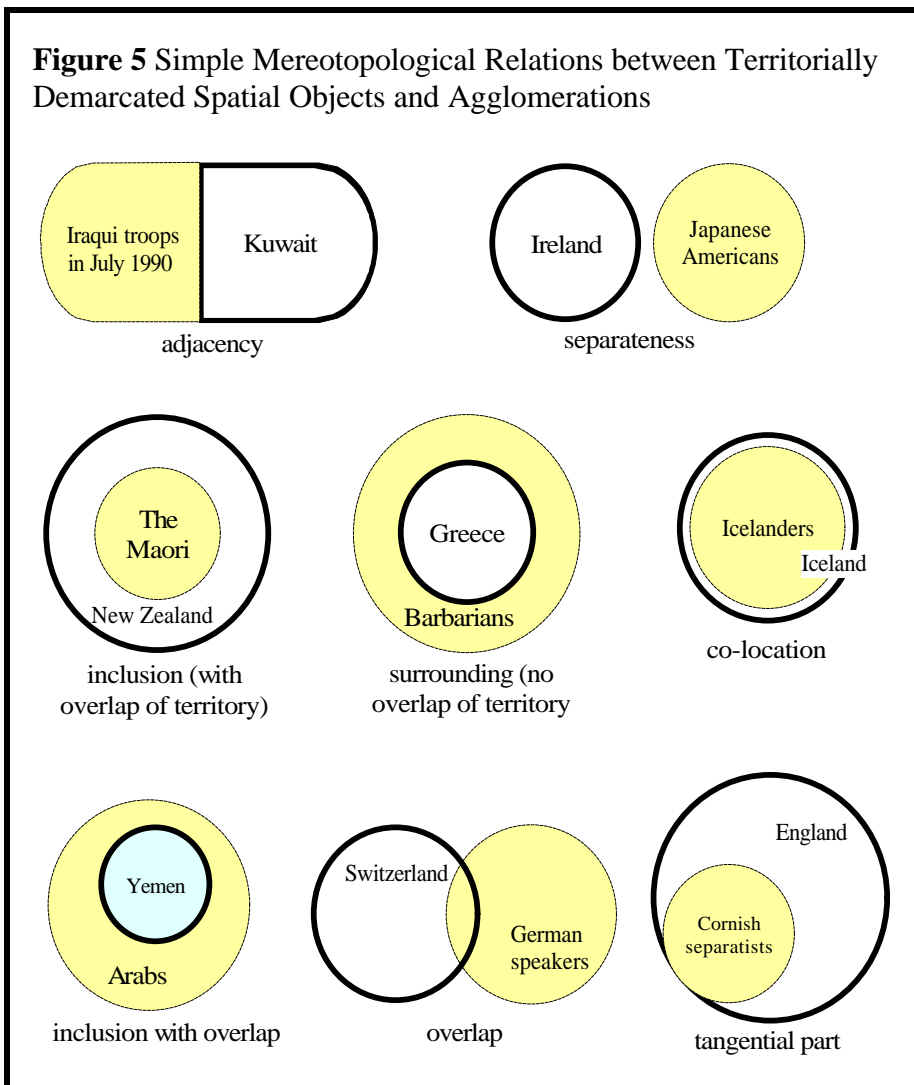 Figure 5 Simple Mereotopological Relations between Territorially
Demarcated Spatial Objects and Agglomerations
Iraqui troops
in July 1990
Kuwait
adjacency
Ireland
Japanese
Americans
separateness
The
Maori
New Zealand
inclusion (with
overlap of territory)
Greece
Barbarians
surrounding (no
overlap of territory
Icelanders
Iceland
co-location
Yemen
Arabs
inclusion with overlap
Switzerland
German
speakers
overlap
England
Cornish
separatists
tangential part